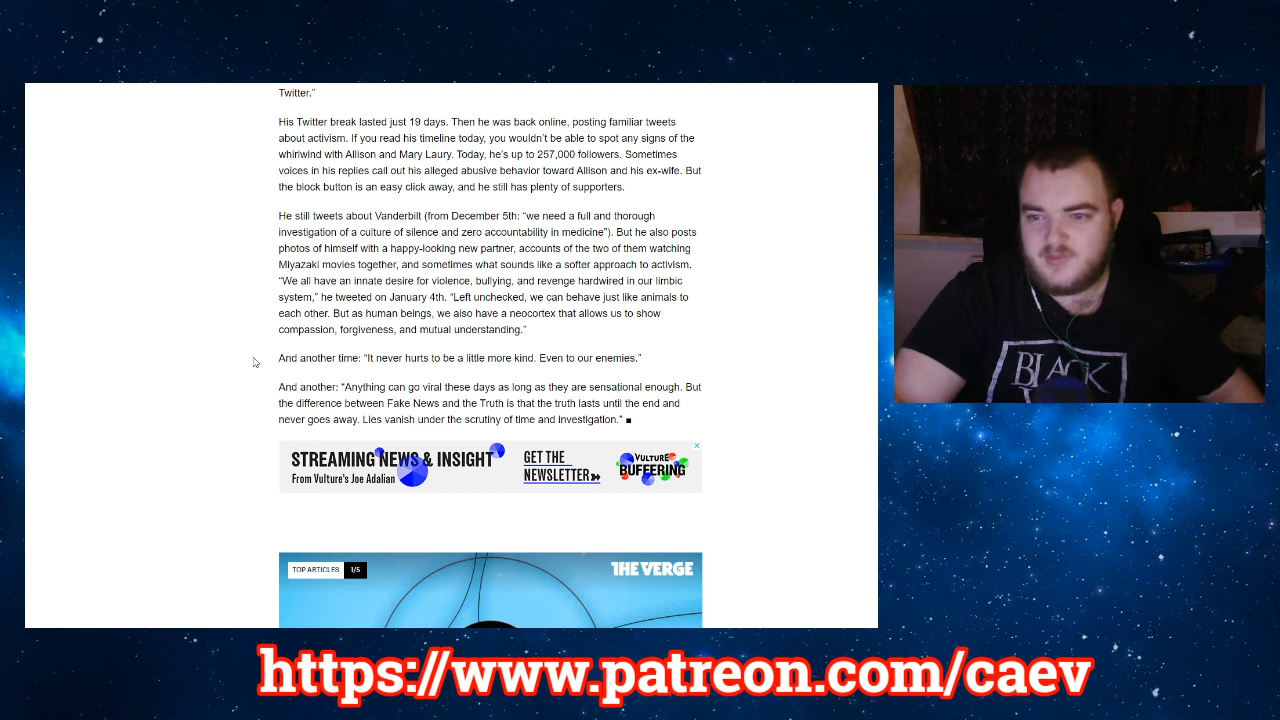 Twitter.”
His Twitter break lasted just 19 days. Then he was back online, posting familiar tweets
about activism. If you read his timeline today, you wouldn’t be able to spot any signs of the
whirlwind with Allison and Mary Laury. Today, he’s up to 257,000 followers. Sometimes
voices in his replies call out his alleged abusive behavior toward Allison and his ex-wife. But
the block button is an easy click away, and he still has plenty of supporters.
He still tweets about Vanderbilt (from December 5th: “we need a full and thorough
investigation of a culture of silence and zero accountability in medicine”). But he also posts
photos of himself with a happy-looking new partner, accounts of the two of them watching
Miyazaki movies together, and sometimes what sounds like a softer approach to activism.
“We all have an innate desire for violence, bullying, and revenge hardwired in our limbic
system,” he tweeted on January 4th. “Left unchecked, we can behave just like animals to
each other. But as human beings, we also have a neocortex that allows us to show
compassion, forgiveness, and mutual understanding.”
And another time: “It never hurts to be a little more kind. Even to our enemies.”
And another: “Anything can go viral these days as long as they are sensational enough. But
the difference between Fake News and the Truth is that the truth lasts until the end and
never goes away. Lies vanish under the scrutiny of time and investigation.”
STREAMING NEWS & INSIGHT
From Vulture's Joe Adalian
GET THE
NEWSLETTER
VULTURE
BUFFERING
TOP ARTICLES 1/5
THE VERGE
BLACK
https://www.patreon.com/caev